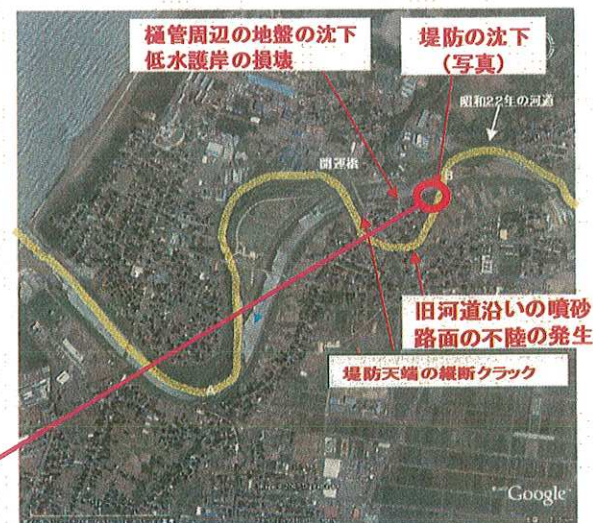 樋管周辺の地盤の沈下
低水護岸の損壊
堤防の沈下
(写真)
昭和22年の河道
開運橋
B
旧河道沿いの噴砂
路面の不陸の発生
堤防天端の縦断クラック
A
Google